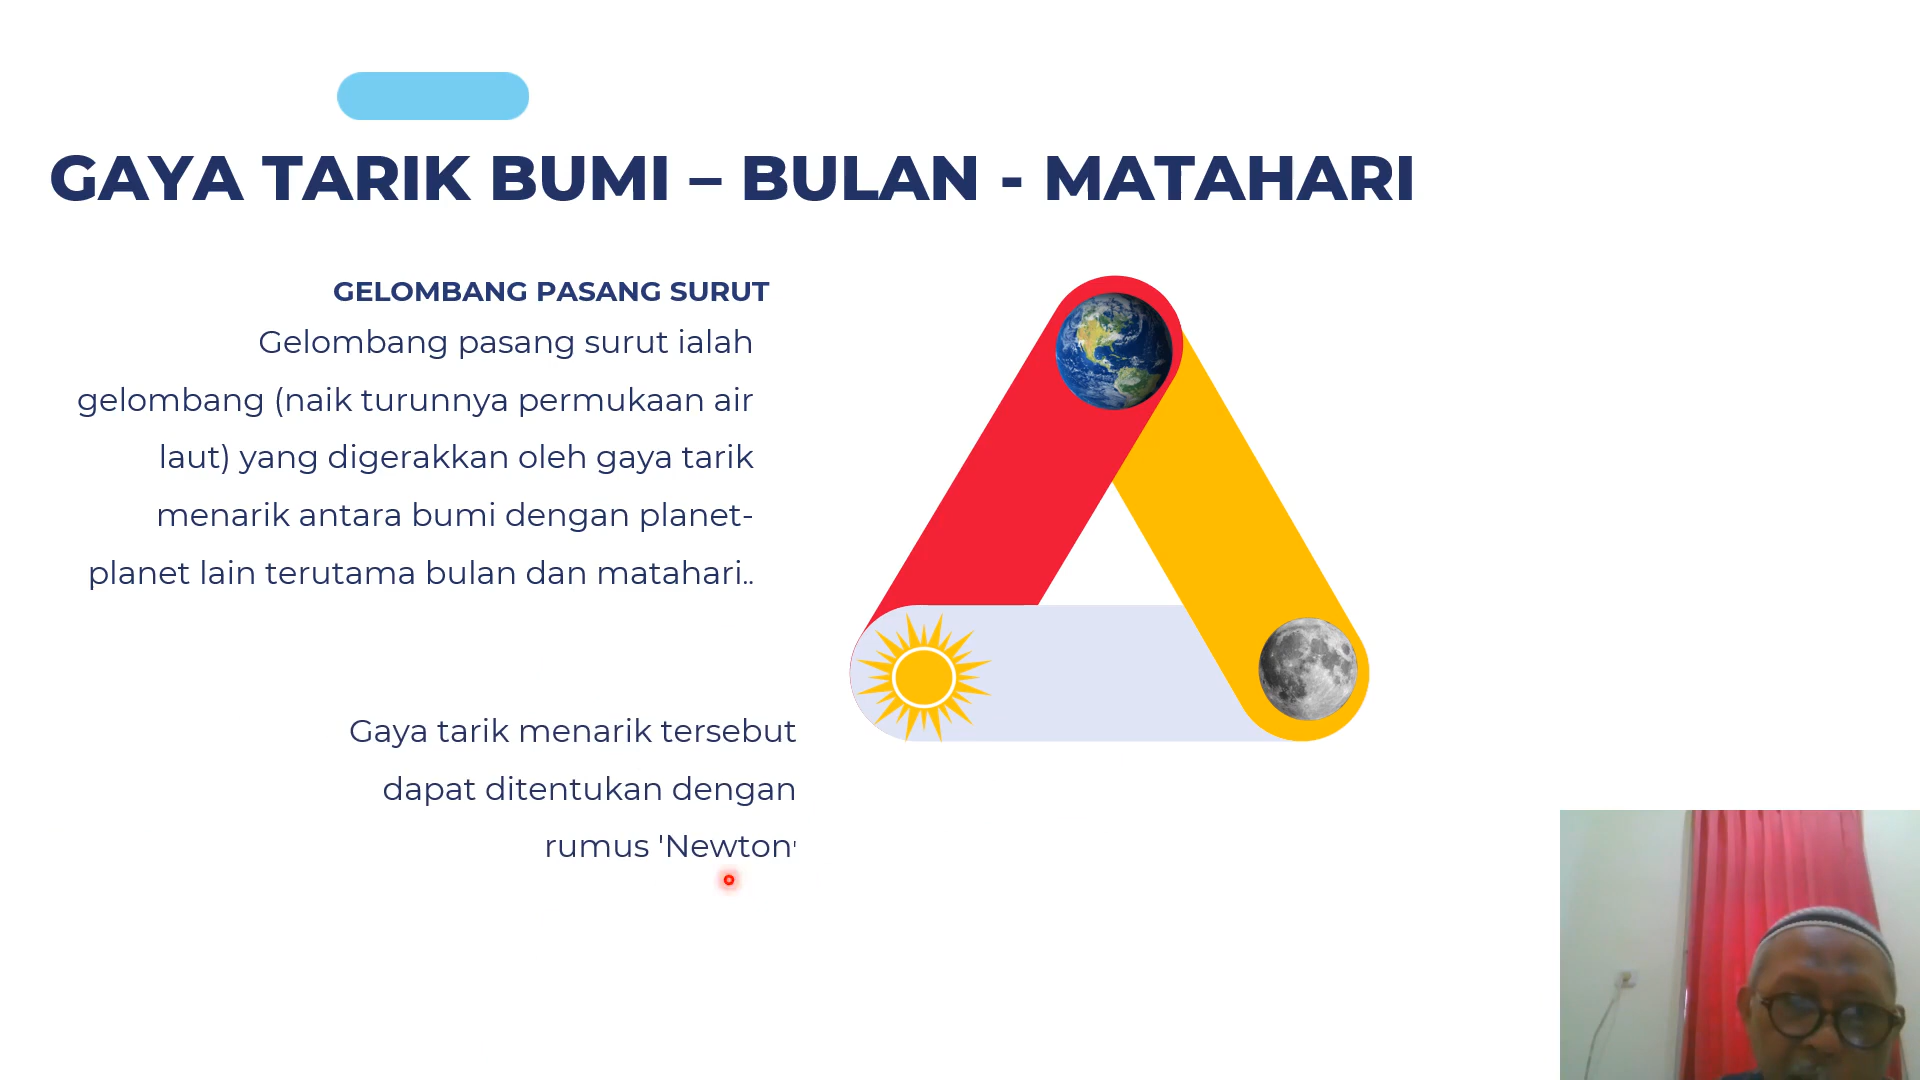 GAYA TARIK BUMI – BULAN - MATAHARI
GELOMBANG PASANG SURUT
Gelombang pasang surut ialah
gelombang (naik turunnya permukaan air
laut) yang digerakkan oleh gaya tarik
menarik antara bumi dengan planet-
planet lain terutama bulan dan matahari..
Gaya tarik menarik tersebut
dapat ditentukan dengan
rumus 'Newton'